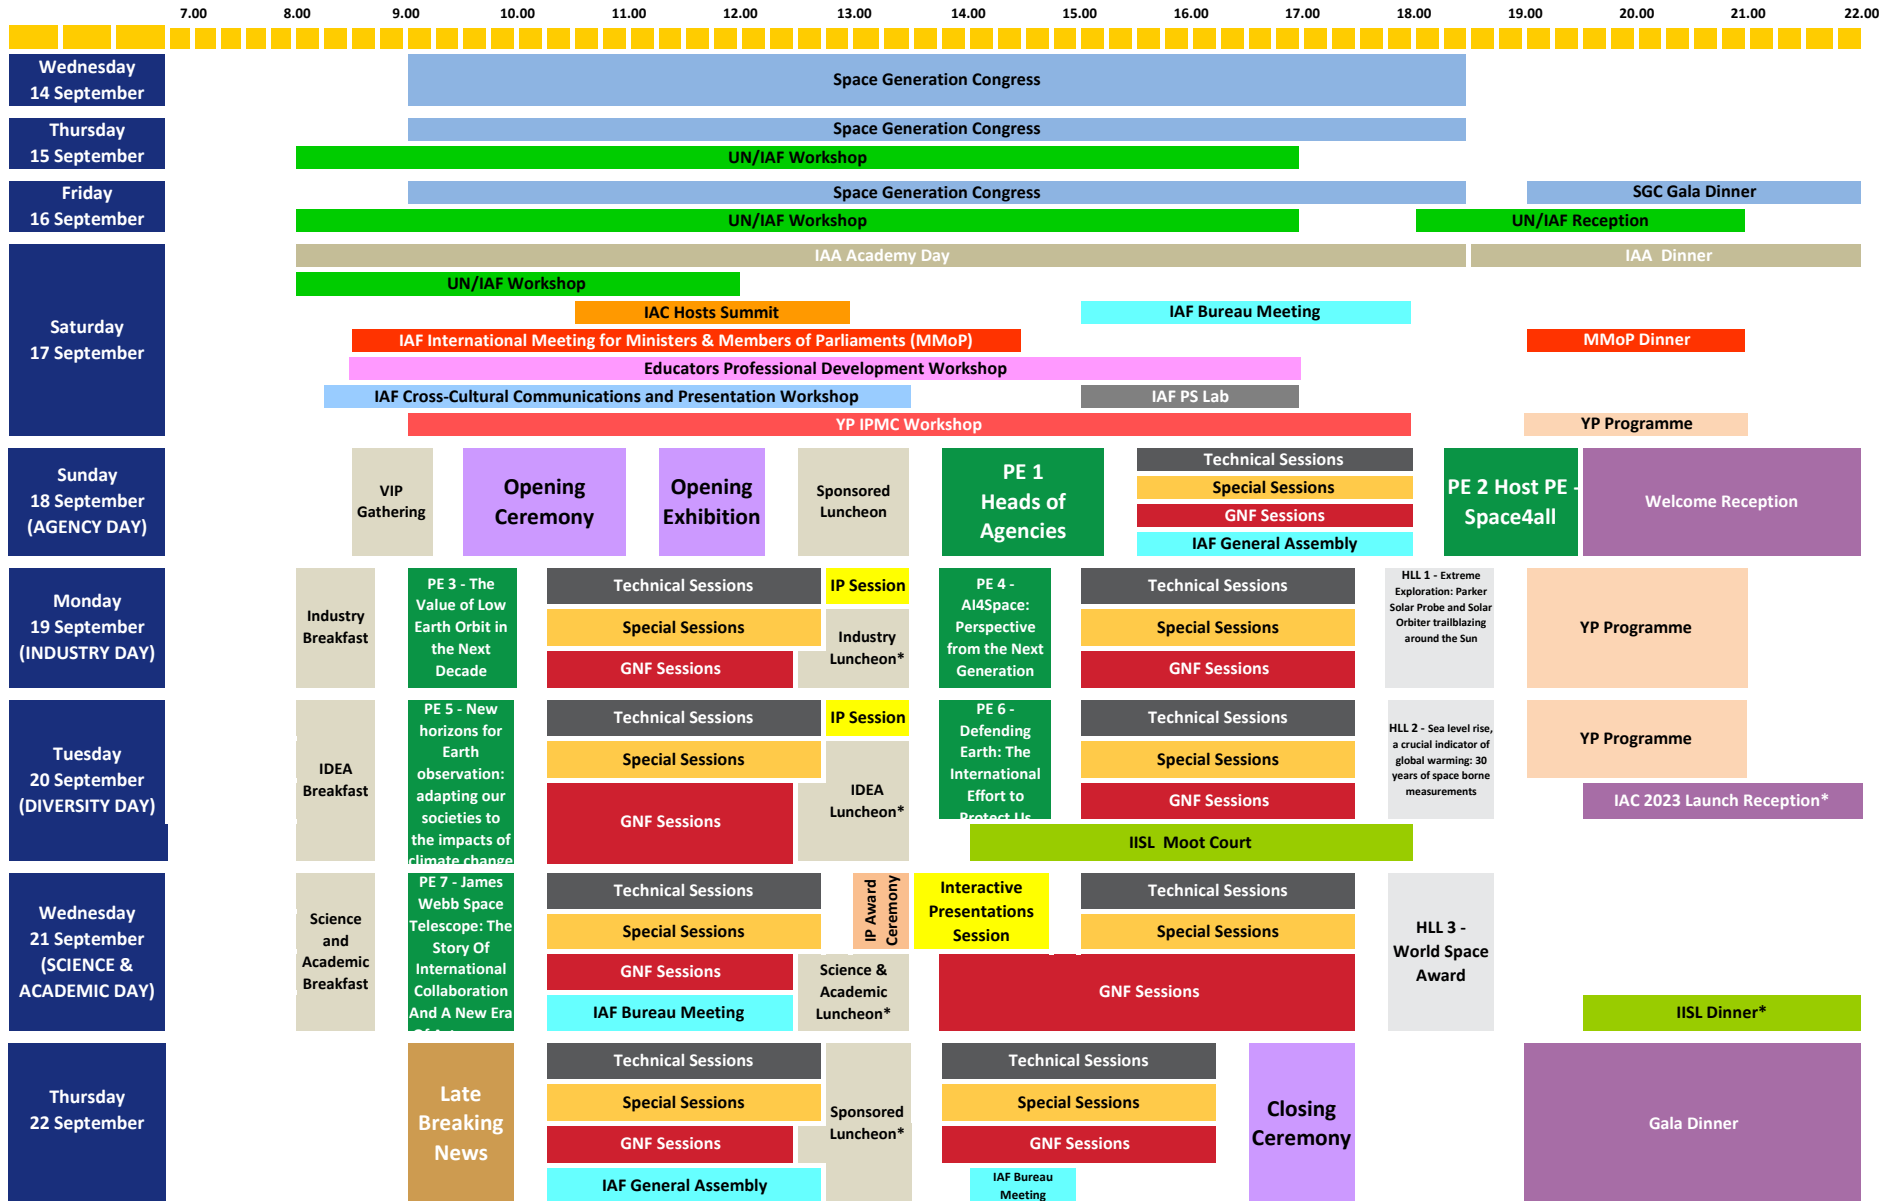 7.00 8.00 9.00 10.00 11.00 12.00 13.00 14.00 15.00 16.00 17.00 18.00 19.00 20.00 21.00 22.00
Wednesday
14 September
Space Generation Congress
Thursday
15 September
Space Generation Congress
UN/IAF Workshop
Friday
16 September
Space Generation Congress
SGC Gala Dinner
UN/IAF Workshop
UN/IAF Reception
Saturday
17 September
IAA Academy Day
IAA Dinner
UN/IAF Workshop
IAC Hosts Summit
IAF Bureau Meeting
IAF International Meeting for Ministers & Members of Parliaments (MMoP)
MMoP Dinner
Educators Professional Development Workshop
IAF Cross-Cultural Communications and Presentation Workshop
IAF PS Lab
YP IPMC Workshop
YP Programme
Sunday
18 September
(AGENCY DAY)
VIP
Gathering
Opening
Ceremony
Opening
Exhibition
Sponsored
Luncheon
PE 1
Heads of
Agencies
Technical Sessions
Special Sessions
GNF Sessions
IAF General Assembly
PE 2 Host PE -
Space4all
Welcome Reception
Monday
19 September
(INDUSTRY DAY)
Industry
Breakfast
PE 3 - The
Value of Low
Earth Orbit in
the Next
Decade
Technical Sessions
Special Sessions
GNF Sessions
IP Session
Industry
Luncheon*
PE 4 -
AI4Space:
Perspective
from the Next
Generation
Technical Sessions
Special Sessions
GNF Sessions
HLL 1 - Extreme
Exploration: Parker
Solar Probe and Solar
Orbiter trailblazing
around the Sun
YP Programme
Tuesday
20 September
(DIVERSITY DAY)
IDEA
Breakfast
PE 5 - New
horizons for
Earth
observation:
adapting our
societies to
the impacts of
climate change
Technical Sessions
Special Sessions
GNF Sessions
IP Session
IDEA
Luncheon*
PE 6 -
Defending
Earth: The
International
Effort to
Protect Us
Technical Sessions
Special Sessions
GNF Sessions
IISL Moot Court
HLL 2 - Sea level rise,
a crucial indicator of
global warming: 30
years of space borne
measurements
YP Programme
IAC 2023 Launch Reception*
Wednesday
21 September
(SCIENCE &
ACADEMIC DAY)
Science
and
Academic
Breakfast
PE 7 - James
Webb Space
Telescope: The
Story Of
International
Collaboration
And A New Era
Technical Sessions
Special Sessions
GNF Sessions
IAF Bureau Meeting
IP Award
Ceremony
Science &
Academic
Luncheon*
Interactive
Presentations
Session
Technical Sessions
Special Sessions
GNF Sessions
HLL 3 -
World Space
Award
IISL Dinner*
Thursday
22 September
Late
Breaking
News
Technical Sessions
Special Sessions
GNF Sessions
IAF General Assembly
Sponsored
Luncheon*
Technical Sessions
Special Sessions
GNF Sessions
IAF Bureau
Meeting
Closing
Ceremony
Gala Dinner